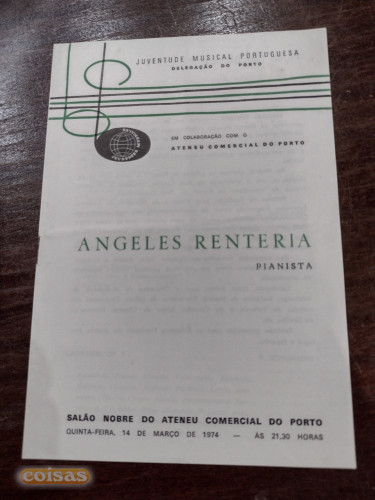 JUVENTUDE MUSICAL PORTUGUESA
DELEGAÇÃO DO PORTO
EM COLABORAÇÃO COM O
ATENEU COMERCIAL DO PORTO
ANGELES RENTERIA
PIANISTA
SALÃO NOBRE DO ATENEU COMERCIAL DO PORTO
QUINTA-FEIRA, 14 DE MARÇO DE 1974 — ÀS 21,30 HORAS
coisas